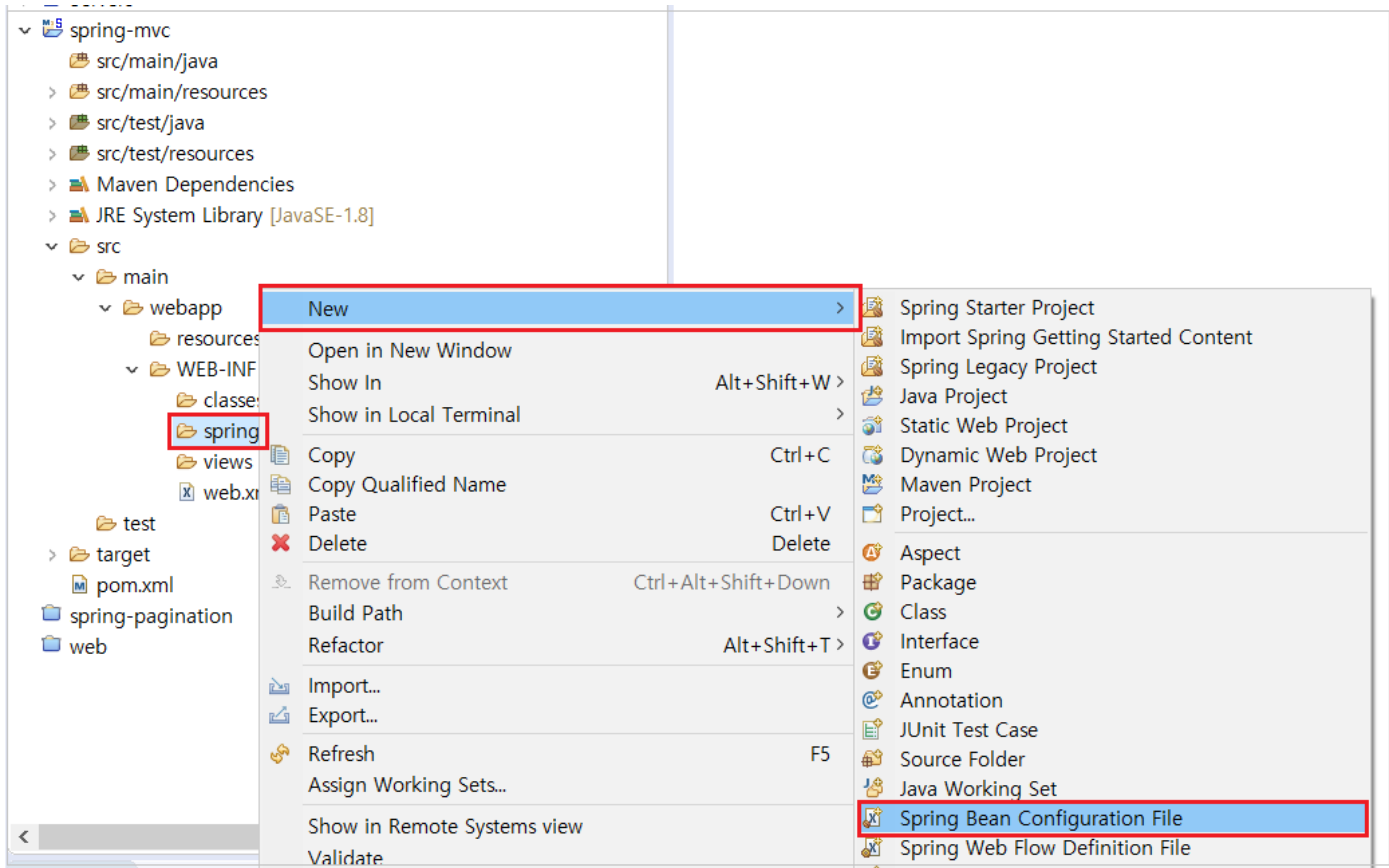 spring-mvc
src/main/java
src/main/resources
src/test/java
src/test/resources
Maven Dependencies
JRE System Library [JavaSE-1.8]
src
main
webapp
resources
WEB-INF
classes
spring
views
web.xr
test
target
pom.xml
spring-pagination
web
New
Open in New Window
Show In Alt+Shift+W
Show in Local Terminal
Copy Ctrl+C
Copy Qualified Name
Paste Ctrl+V
Delete Delete
Remove from Context Ctrl+Alt+Shift+Down
Build Path
Refactor Alt+Shift+T
Import...
Export...
Refresh F5
Assign Working Sets...
Show in Remote Systems view
Validate
Spring Starter Project
Import Spring Getting Started Content
Spring Legacy Project
Java Project
Static Web Project
Dynamic Web Project
Maven Project
Project...
Aspect
Package
Class
Interface
Enum
Annotation
JUnit Test Case
Source Folder
Java Working Set
Spring Bean Configuration File
Spring Web Flow Definition File